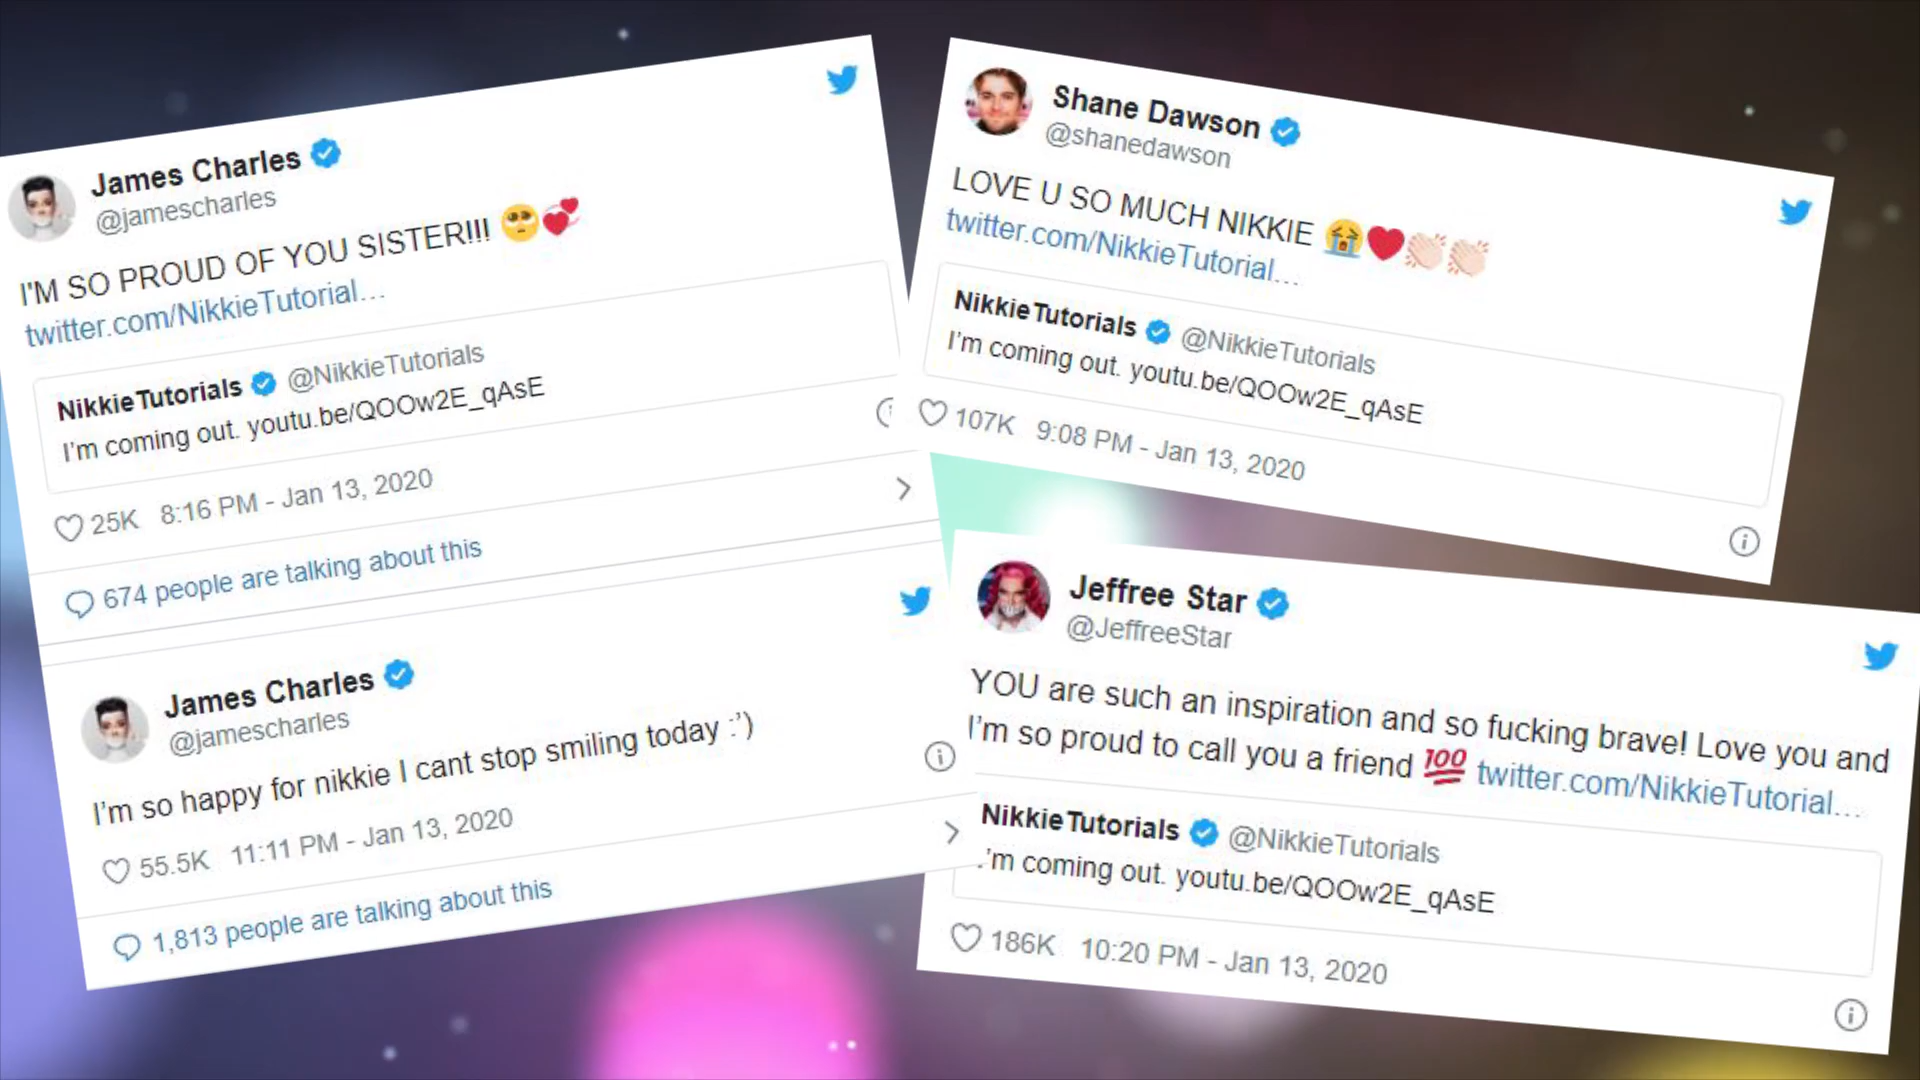 James Charles
@jamescharles
I'M SO PROUD OF YOU SISTER!!! 🥺💞
twitter.com/NikkieTutorial…
NikkieTutorials @NikkieTutorials
I'm coming out. youtu.be/QOOw2E_qAsE
25K 8:16 PM - Jan 13, 2020
674 people are talking about this
James Charles
@jamescharles
I'm so happy for nikkie I cant stop smiling today :')
55.5K 11:11 PM - Jan 13, 2020
1,813 people are talking about this
Shane Dawson
@shanedawson
LOVE U SO MUCH NIKKIE 😭❤️👏🏻👏🏻
twitter.com/NikkieTutorial…
NikkieTutorials @NikkieTutorials
I'm coming out. youtu.be/QOOw2E_qAsE
107K 9:08 PM - Jan 13, 2020
Jeffree Star
@JeffreeStar
YOU are such an inspiration and so fucking brave! Love you and
I'm so proud to call you a friend 💯 twitter.com/NikkieTutorial…
NikkieTutorials @NikkieTutorials
'm coming out. youtu.be/QOOw2E_qAsE
186K 10:20 PM - Jan 13, 2020